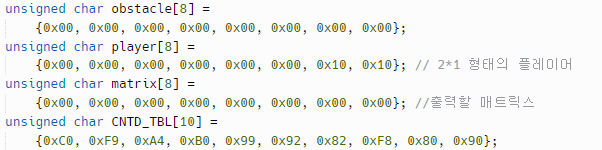 unsigned char obstacle[8] =
{0x00, 0x00, 0x00, 0x00, 0x00, 0x00, 0x00, 0x00};
unsigned char player[8] =
{0x00, 0x00, 0x00, 0x00, 0x00, 0x00, 0x10, 0x10}; // 2*1 형태의 플레이어
unsigned char matrix[8] =
{0x00, 0x00, 0x00, 0x00, 0x00, 0x00, 0x00, 0x00}; //출력할 매트릭스
unsigned char CNTD_TBL[10] =
{0xC0, 0xF9, 0xA4, 0xB0, 0x99, 0x92, 0x82, 0xF8, 0x80, 0x90};